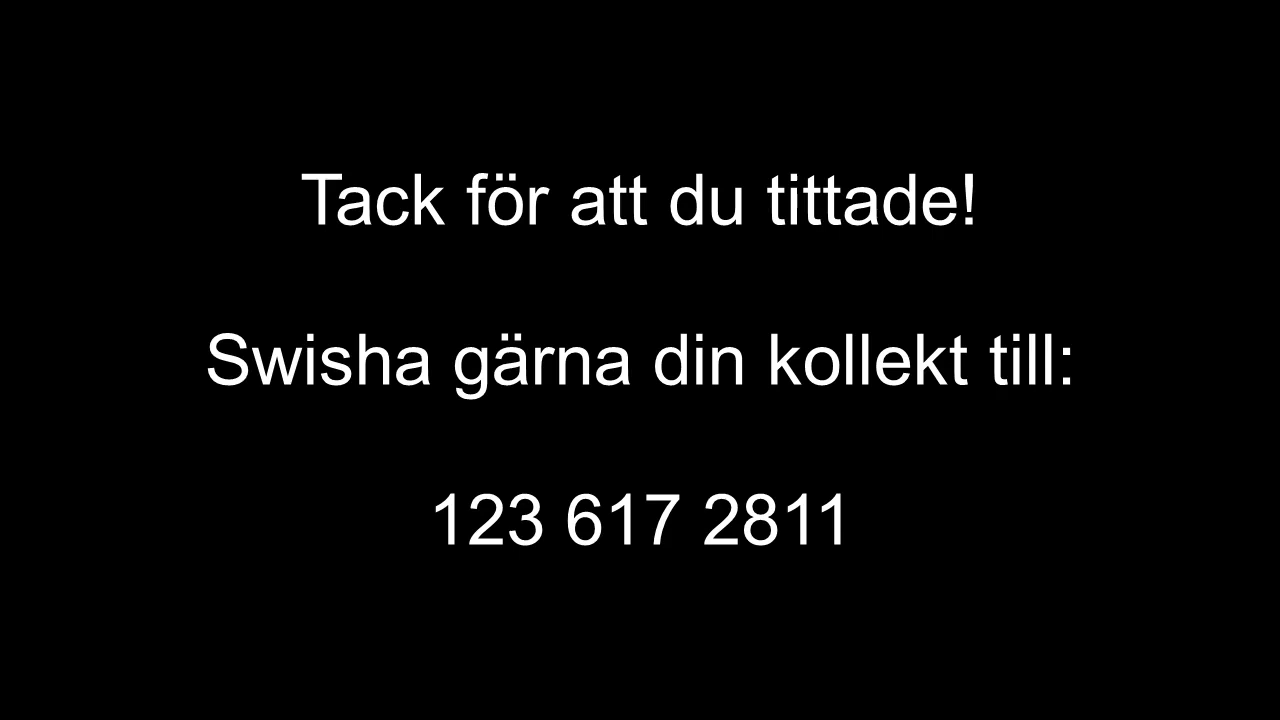 Tack för att du tittade!
Swisha gärna din kollekt till:
123 617 2811